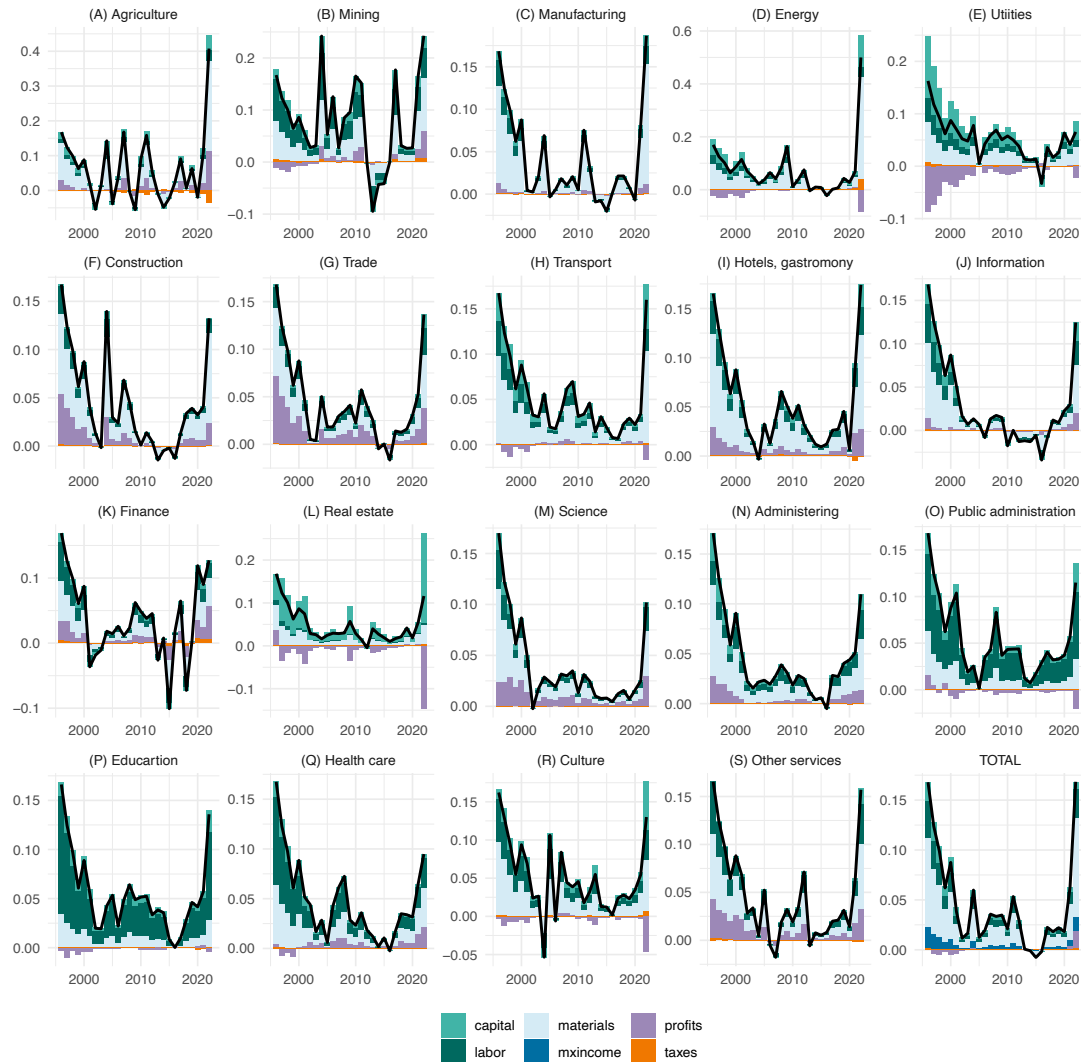 (A) Agriculture
(B) Mining
(C) Manufacturing
(D) Energy
(E) Utiities
0.4
0.3
0.2
0.1
0.0
2000 2010 2020
0.2
0.1
0.0
−0.1
2000 2010 2020
0.15
0.10
0.05
0.00
2000 2010 2020
0.6
0.4
0.2
0.0
−0.2
2000 2010 2020
0.2
0.1
0.0
−0.1
2000 2010 2020
(F) Construction
(G) Trade
(H) Transport
(I) Hotels, gastromony
(J) Information
0.15
0.10
0.05
0.00
2000 2010 2020
0.15
0.10
0.05
0.00
2000 2010 2020
0.15
0.10
0.05
0.00
2000 2010 2020
0.15
0.10
0.05
0.00
2000 2010 2020
0.15
0.10
0.05
0.00
2000 2010 2020
(K) Finance
(L) Real estate
(M) Science
(N) Administering
(O) Public administration
0.1
0.0
−0.1
2000 2010 2020
0.2
0.1
0.0
−0.1
2000 2010 2020
0.15
0.10
0.05
0.00
2000 2010 2020
0.15
0.10
0.05
0.00
2000 2010 2020
0.15
0.10
0.05
0.00
2000 2010 2020
(P) Educartion
(Q) Health care
(R) Culture
(S) Other services
TOTAL
0.15
0.10
0.05
0.00
2000 2010 2020
0.15
0.10
0.05
0.00
2000 2010 2020
0.15
0.10
0.05
0.00
−0.05
2000 2010 2020
0.15
0.10
0.05
0.00
2000 2010 2020
0.15
0.10
0.05
0.00
2000 2010 2020
capital materials profits
labor mxincome taxes